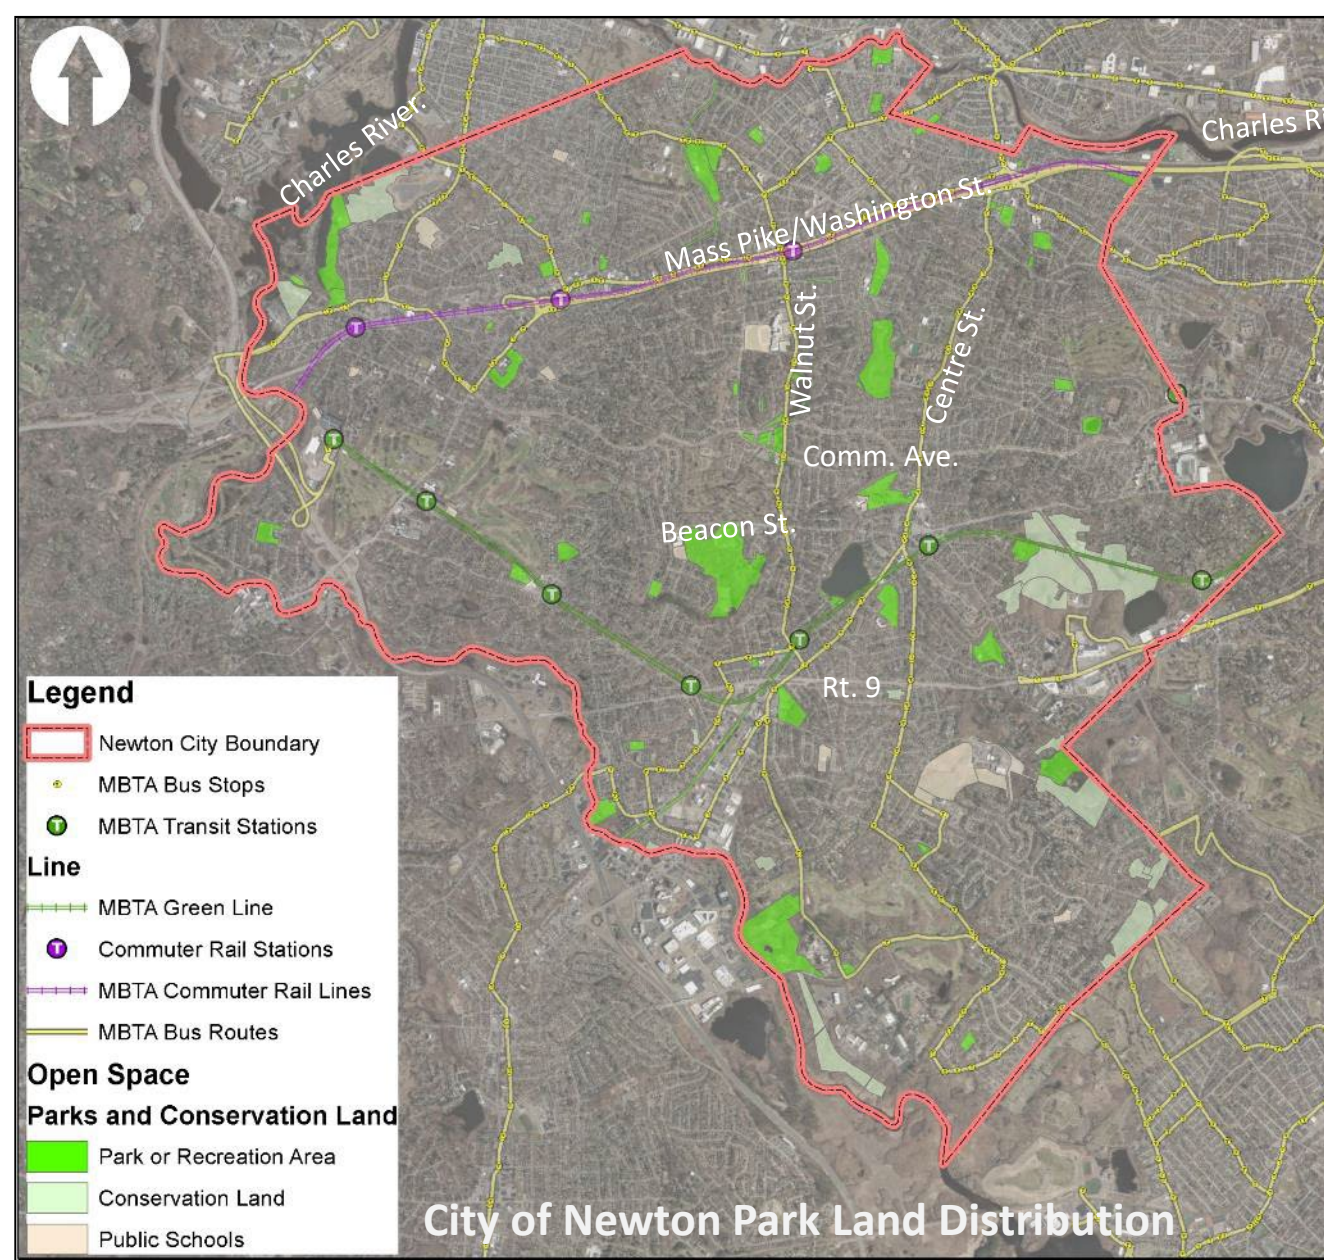 Charles River.
Charles Ri
Mass Pike/Washington St.
Walnut St.
Centre St.
Comm. Ave.
Beacon St.
Rt. 9
Legend
Newton City Boundary
MBTA Bus Stops
T MBTA Transit Stations
Line
MBTA Green Line
T Commuter Rail Stations
MBTA Commuter Rail Lines
MBTA Bus Routes
Open Space
Parks and Conservation Land
Park or Recreation Area
Conservation Land
Public Schools
City of Newton Park Land Distribution
T
T
T
T
T
T
T
T
T
T